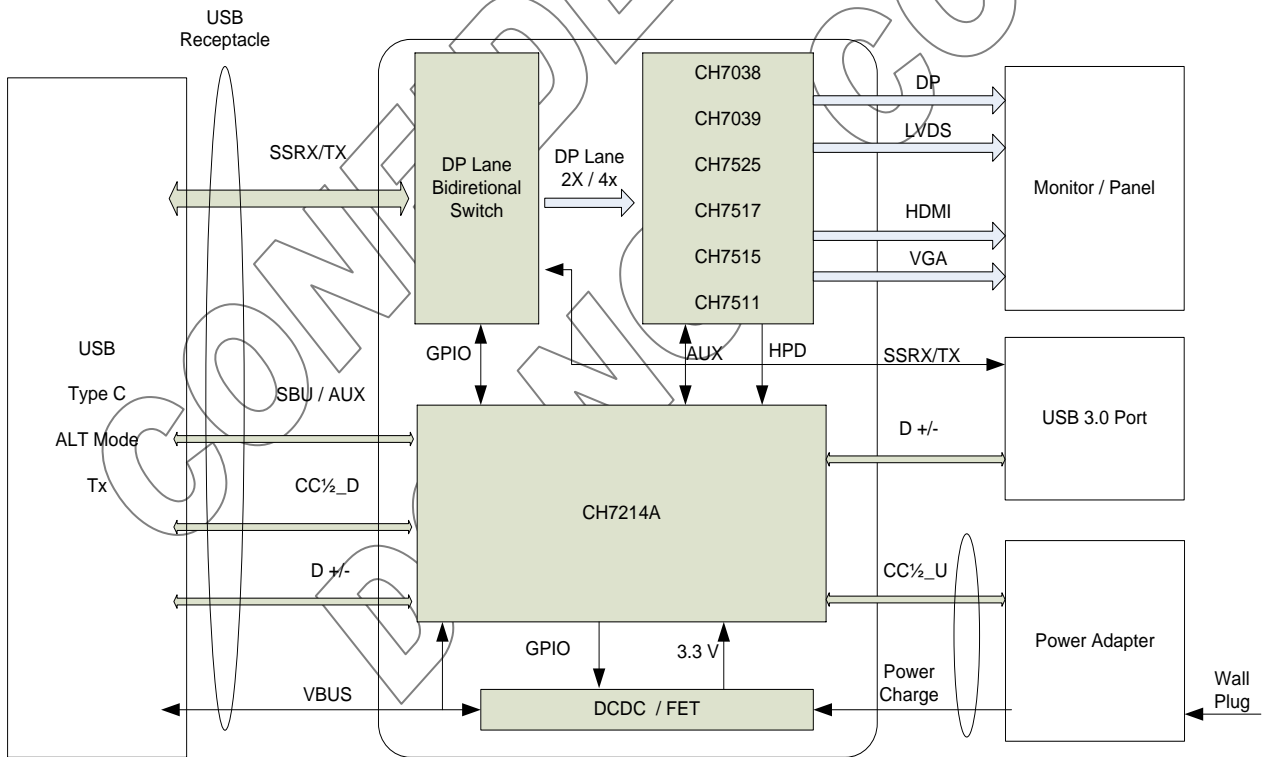 USB
Receptacle
SSRX/TX
DP Lane
Bidiretional
Switch
DP Lane
2X / 4x
CH7038
CH7039
CH7525
CH7517
CH7515
CH7511
DP
LVDS
HDMI
VGA
Monitor / Panel
USB
Type C
ALT Mode
Tx
GPIO
AUX
HPD
SSRX/TX
SBU / AUX
CC½_D
D +/-
CH7214A
D +/-
USB 3.0 Port
CC½_U
Power Adapter
GPIO
3.3 V
VBUS
DCDC / FET
Power
Charge
Wall
Plug